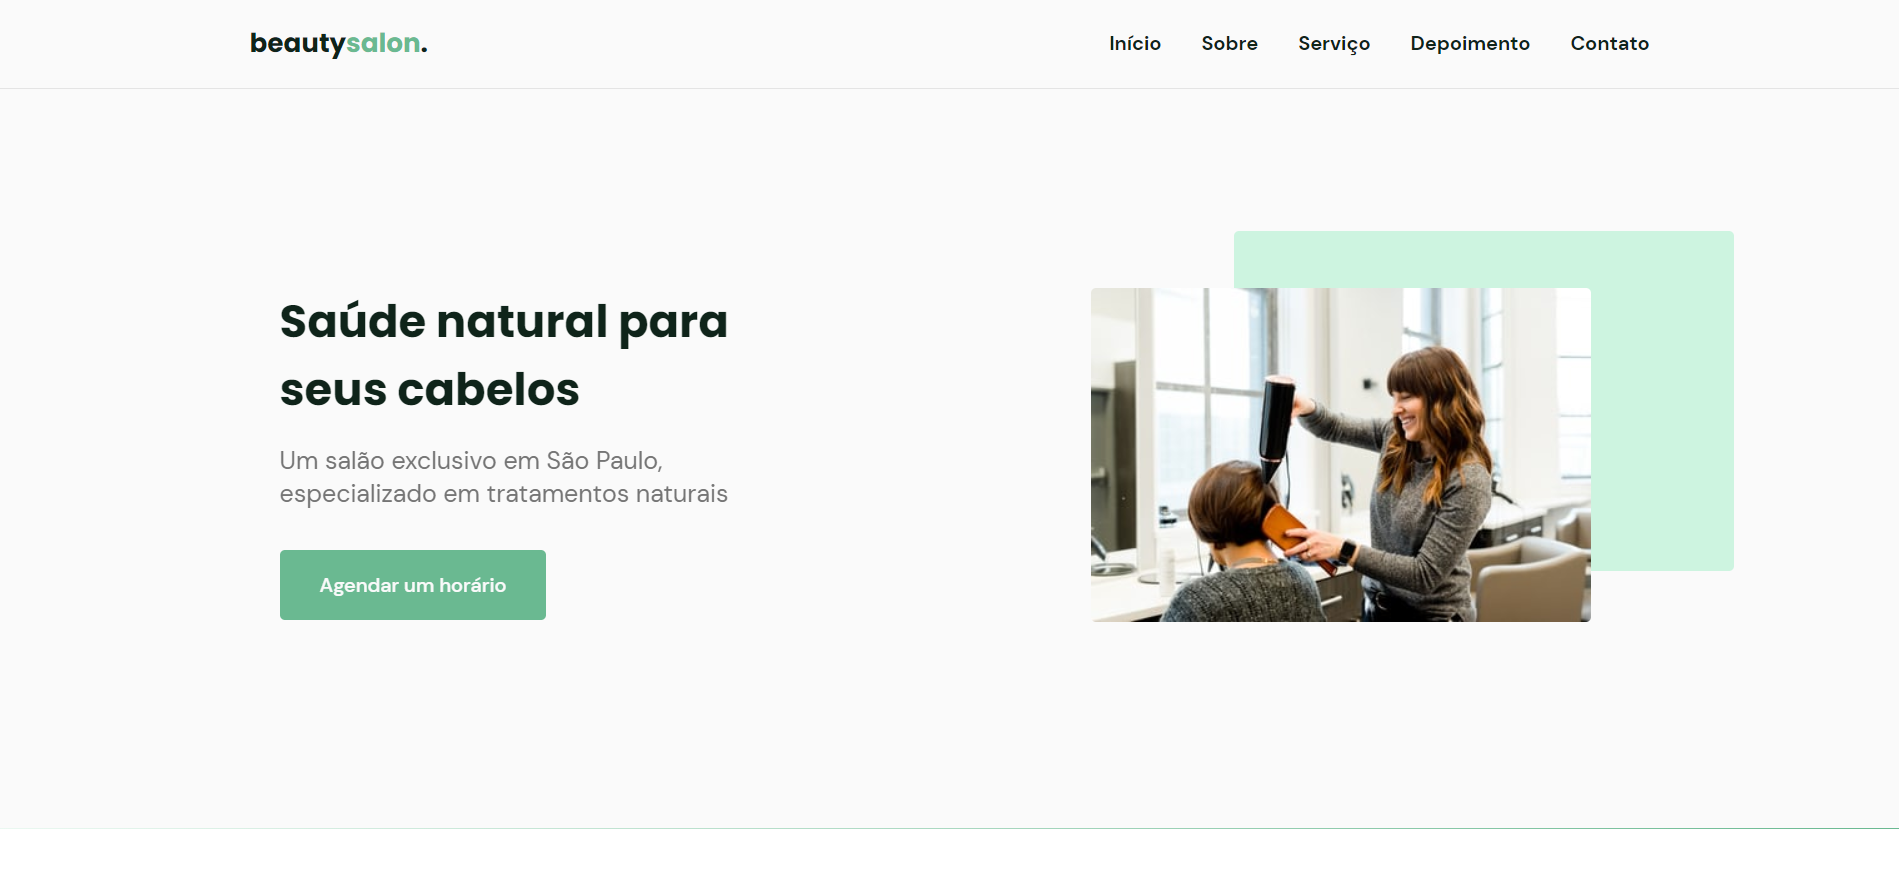 beautysalon.
Início Sobre Serviço Depoimento Contato
Saúde natural para
seus cabelos
Um salão exclusivo em São Paulo,
especializado em tratamentos naturais
Agendar um horário